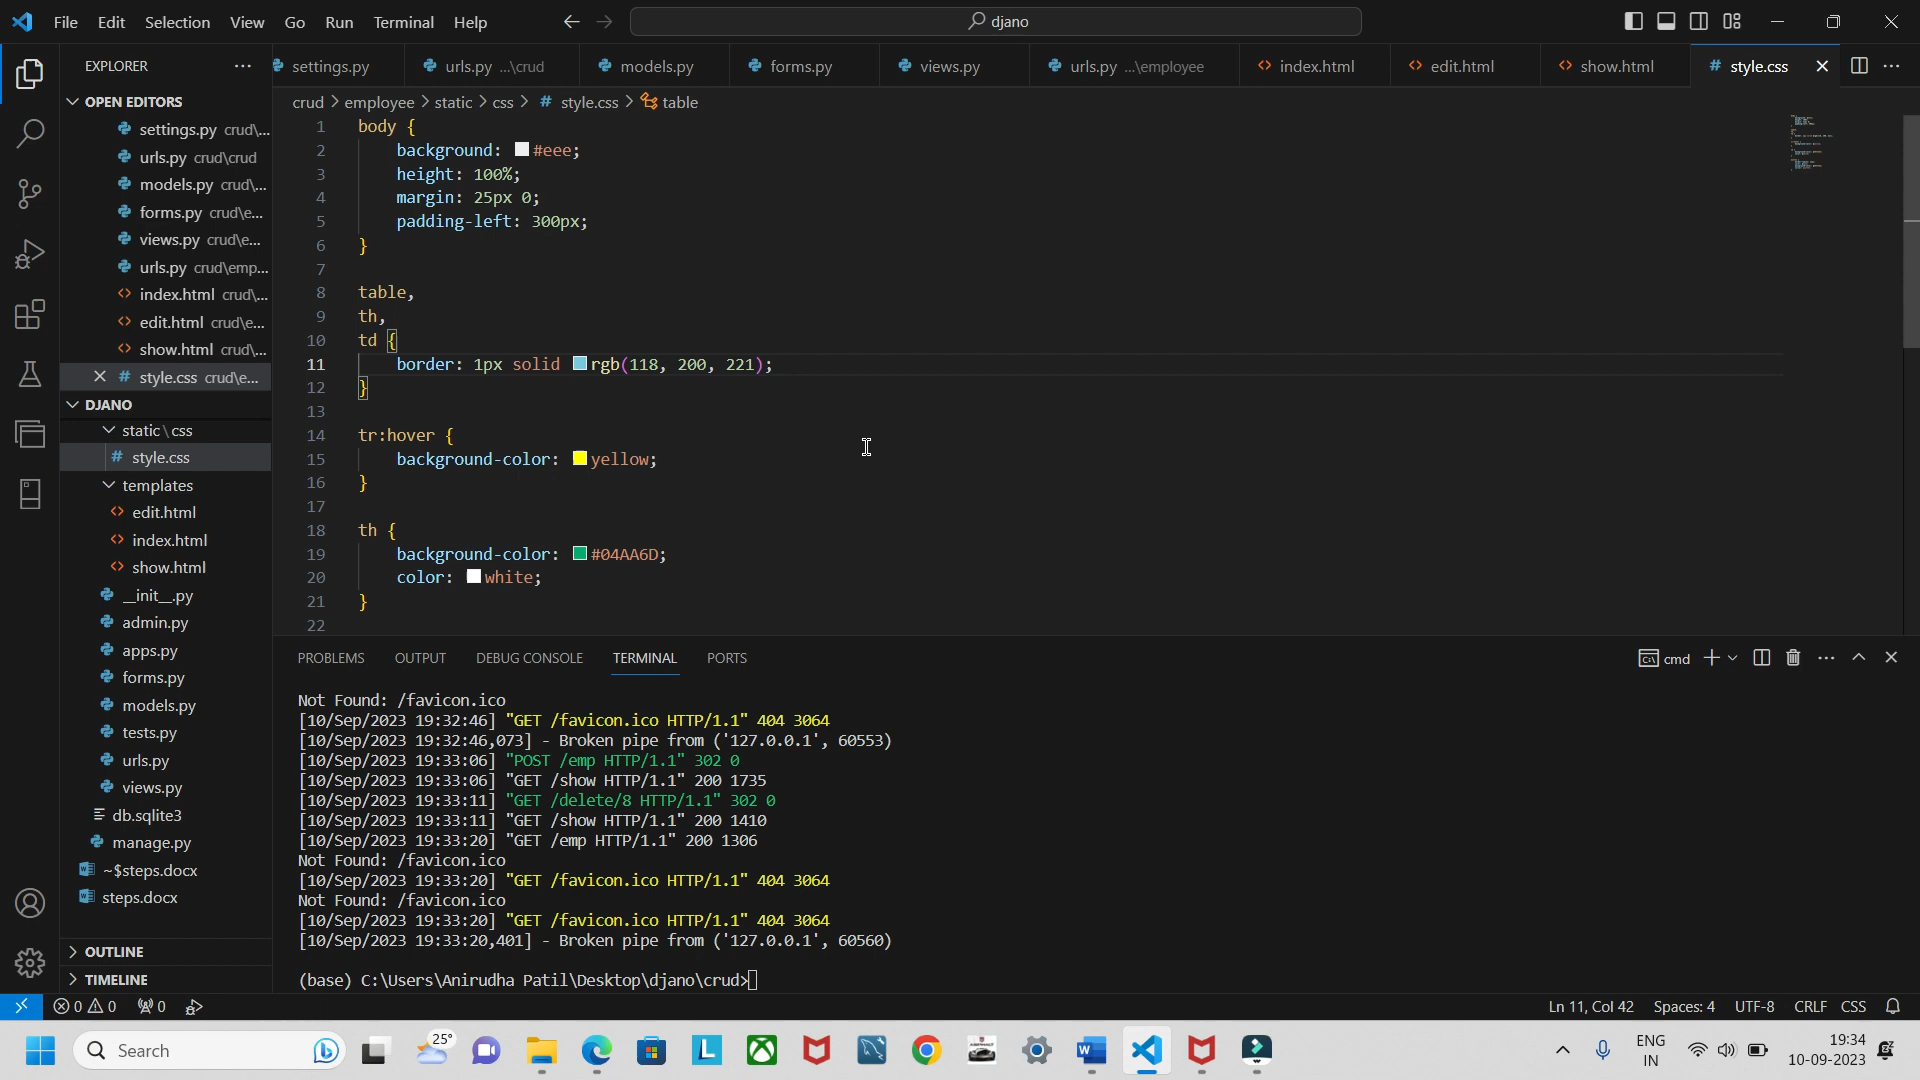 File Edit Selection View Go Run Terminal Help
djano
EXPLORER
settings.py
urls.py ...\crud
models.py
forms.py
views.py
urls.py ...\employee
index.html
edit.html
show.html
# style.css
OPEN EDITORS
settings.py crud\...
urls.py crud\crud
models.py crud\...
forms.py crud\e...
views.py crud\e...
urls.py crud\emp...
index.html crud\...
edit.html crud\e...
show.html crud\...
# style.css crud\e...
DJANO
static\css
# style.css
templates
edit.html
index.html
show.html
__init__.py
admin.py
apps.py
forms.py
models.py
tests.py
urls.py
views.py
db.sqlite3
manage.py
~$steps.docx
steps.docx
OUTLINE
TIMELINE
crud > employee > static > css > # style.css > table
1 body {
2 background: #eee;
3 height: 100%;
4 margin: 25px 0;
5 padding-left: 300px;
6 }
7
8 table,
9 th,
10 td {
11 border: 1px solid rgb(118, 200, 221);
12 }
13
14 tr:hover {
15 background-color: yellow;
16 }
17
18 th {
19 background-color: #04AA6D;
20 color: white;
21 }
22
PROBLEMS OUTPUT DEBUG CONSOLE TERMINAL PORTS
cmd
Not Found: /favicon.ico
[10/Sep/2023 19:32:46] "GET /favicon.ico HTTP/1.1" 404 3064
[10/Sep/2023 19:32:46,073] - Broken pipe from ('127.0.0.1', 60553)
[10/Sep/2023 19:33:06] "POST /emp HTTP/1.1" 302 0
[10/Sep/2023 19:33:06] "GET /show HTTP/1.1" 200 1735
[10/Sep/2023 19:33:11] "GET /delete/8 HTTP/1.1" 302 0
[10/Sep/2023 19:33:11] "GET /show HTTP/1.1" 200 1410
[10/Sep/2023 19:33:20] "GET /emp HTTP/1.1" 200 1306
Not Found: /favicon.ico
[10/Sep/2023 19:33:20] "GET /favicon.ico HTTP/1.1" 404 3064
Not Found: /favicon.ico
[10/Sep/2023 19:33:20] "GET /favicon.ico HTTP/1.1" 404 3064
[10/Sep/2023 19:33:20,401] - Broken pipe from ('127.0.0.1', 60560)
(base) C:\Users\Anirudha Patil\Desktop\djano\crud>
0 0 0
Ln 11, Col 42 Spaces: 4 UTF-8 CRLF CSS
Search
25°
ENG
IN
19:34
10-09-2023